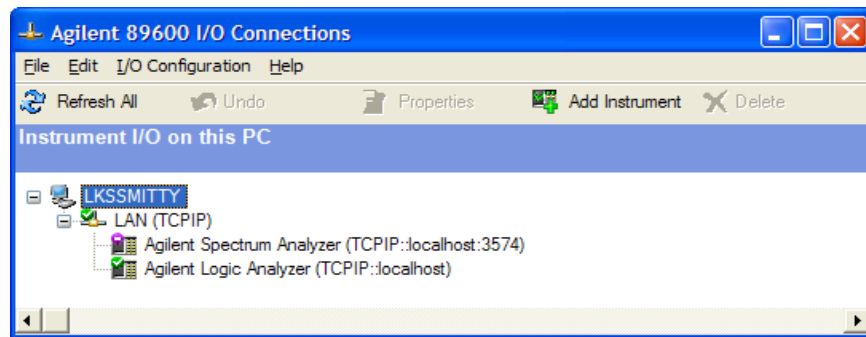 Agilent 89600 I/O Connections
File Edit I/O Configuration Help
Refresh All Undo Properties Add Instrument Delete
Instrument I/O on this PC
LKSSMITTY
LAN (TCPIP)
Agilent Spectrum Analyzer (TCPIP::localhost:3574)
Agilent Logic Analyzer (TCPIP::localhost)